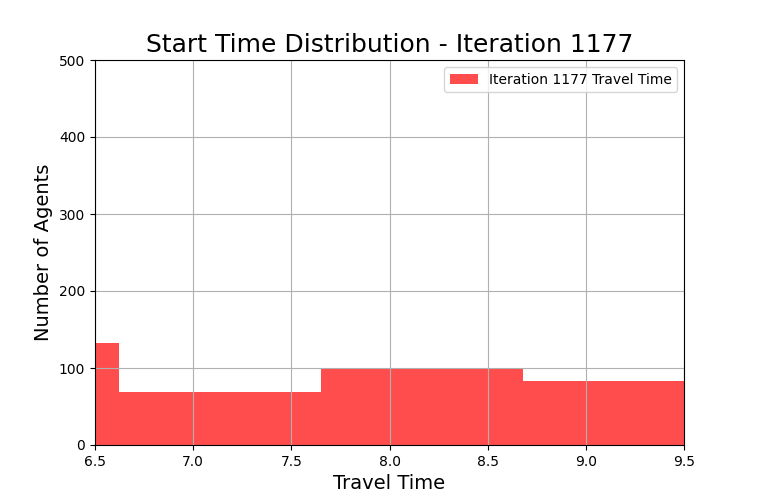 Start Time Distribution - Iteration 1177
500
400
300
200
100
0
Number of Agents
Iteration 1177 Travel Time
6.5 7.0 7.5 8.0 8.5 9.0 9.5
Travel Time